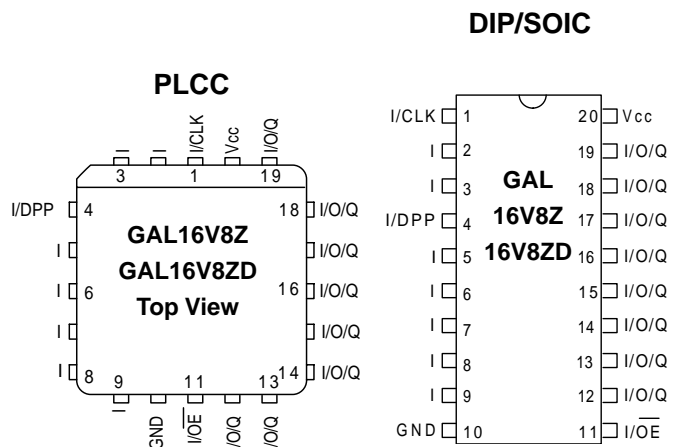 DIP/SOIC
PLCC
I I I/CLK Vcc I/O/Q
3 1 19
I/DPP 4 18 I/O/Q
I I/O/Q
I 6 16 I/O/Q
I I/O/Q
I 8 14 I/O/Q
GAL16V8Z
GAL16V8ZD
Top View
9 11 13
I GND I/OE I/O/Q I/O/Q
I/CLK 1 20 Vcc
I 2 19 I/O/Q
I 3 18 I/O/Q
I/DPP 4 17 I/O/Q
I 5 16 I/O/Q
I 6 15 I/O/Q
I 7 14 I/O/Q
I 8 13 I/O/Q
I 9 12 I/O/Q
GND 10 11 I/OE
GAL
16V8Z
16V8ZD